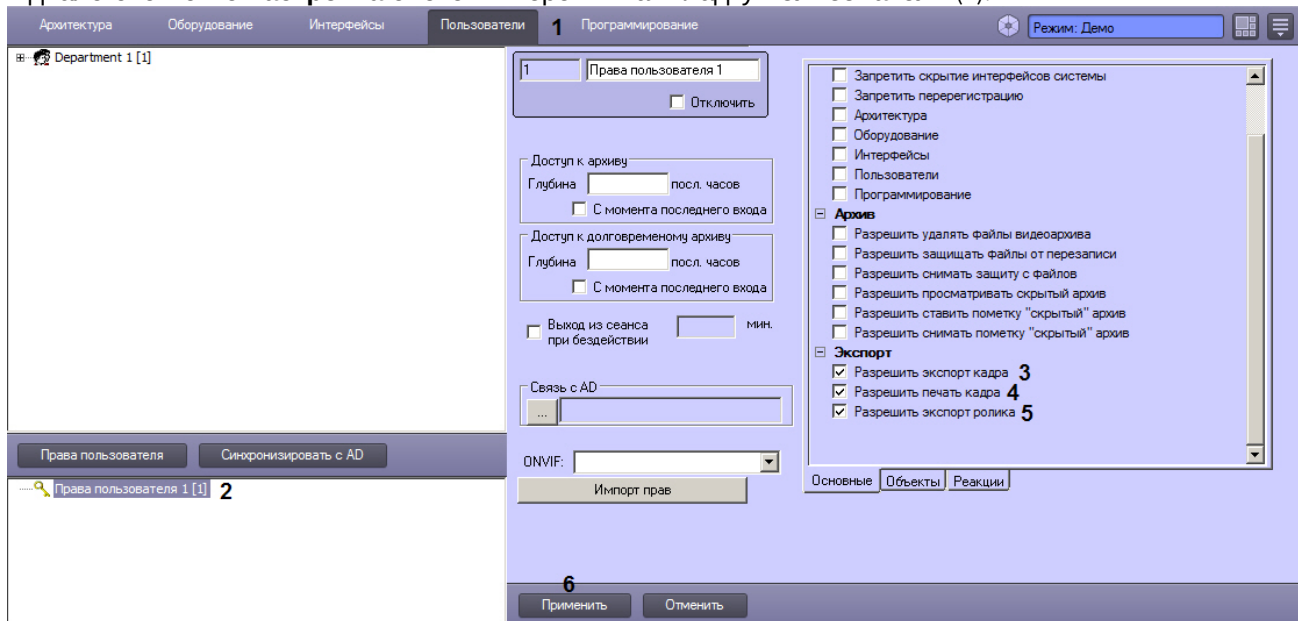 Архитектура Оборудование Интерфейсы Пользователи 1 Программирование Режим: Демо
Department 1 [1]
1 Права пользователя 1
Отключить
Доступ к архиву
Глубина посл. часов
С момента последнего входа
Доступ к долговременому архиву
Глубина посл. часов
С момента последнего входа
Выход из сеанса мин.
при бездействии
Связь с AD
...
ONVIF:
Импорт прав
Запретить скрытие интерфейсов системы
Запретить перерегистрацию
Архитектура
Оборудование
Интерфейсы
Пользователи
Программирование
Архив
Разрешить удалять файлы видеоархива
Разрешить защищать файлы от перезаписи
Разрешить снимать защиту с файлов
Разрешить просматривать скрытый архив
Разрешить ставить пометку "скрытый" архив
Разрешить снимать пометку "скрытый" архив
Экспорт
Разрешить экспорт кадра 3
Разрешить печать кадра 4
Разрешить экспорт ролика 5
Основные Объекты Реакции
Права пользователя Синхронизировать с AD
Права пользователя 1 [1] 2
6
Применить Отменить